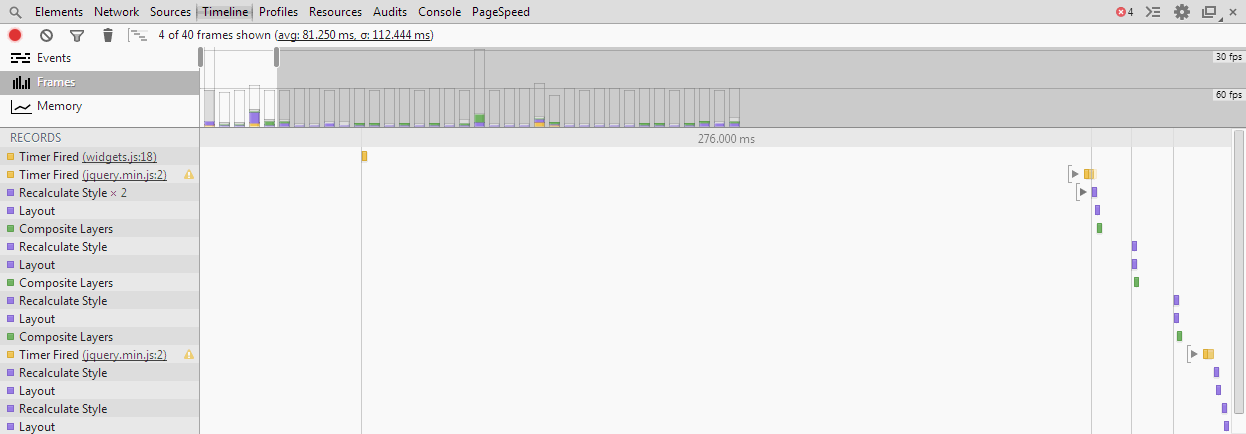 Elements Network Sources Timeline Profiles Resources Audits Console PageSpeed 4
4 of 40 frames shown (avg: 81.250 ms, σ: 112.444 ms)
Events
30 fps
Frames
60 fps
Memory
RECORDS 276.000 ms
Timer Fired (widgets.js:18)
Timer Fired (jquery.min.js:2)
Recalculate Style × 2
Layout
Composite Layers
Recalculate Style
Layout
Composite Layers
Recalculate Style
Layout
Composite Layers
Timer Fired (jquery.min.js:2)
Recalculate Style
Layout
Recalculate Style
Layout